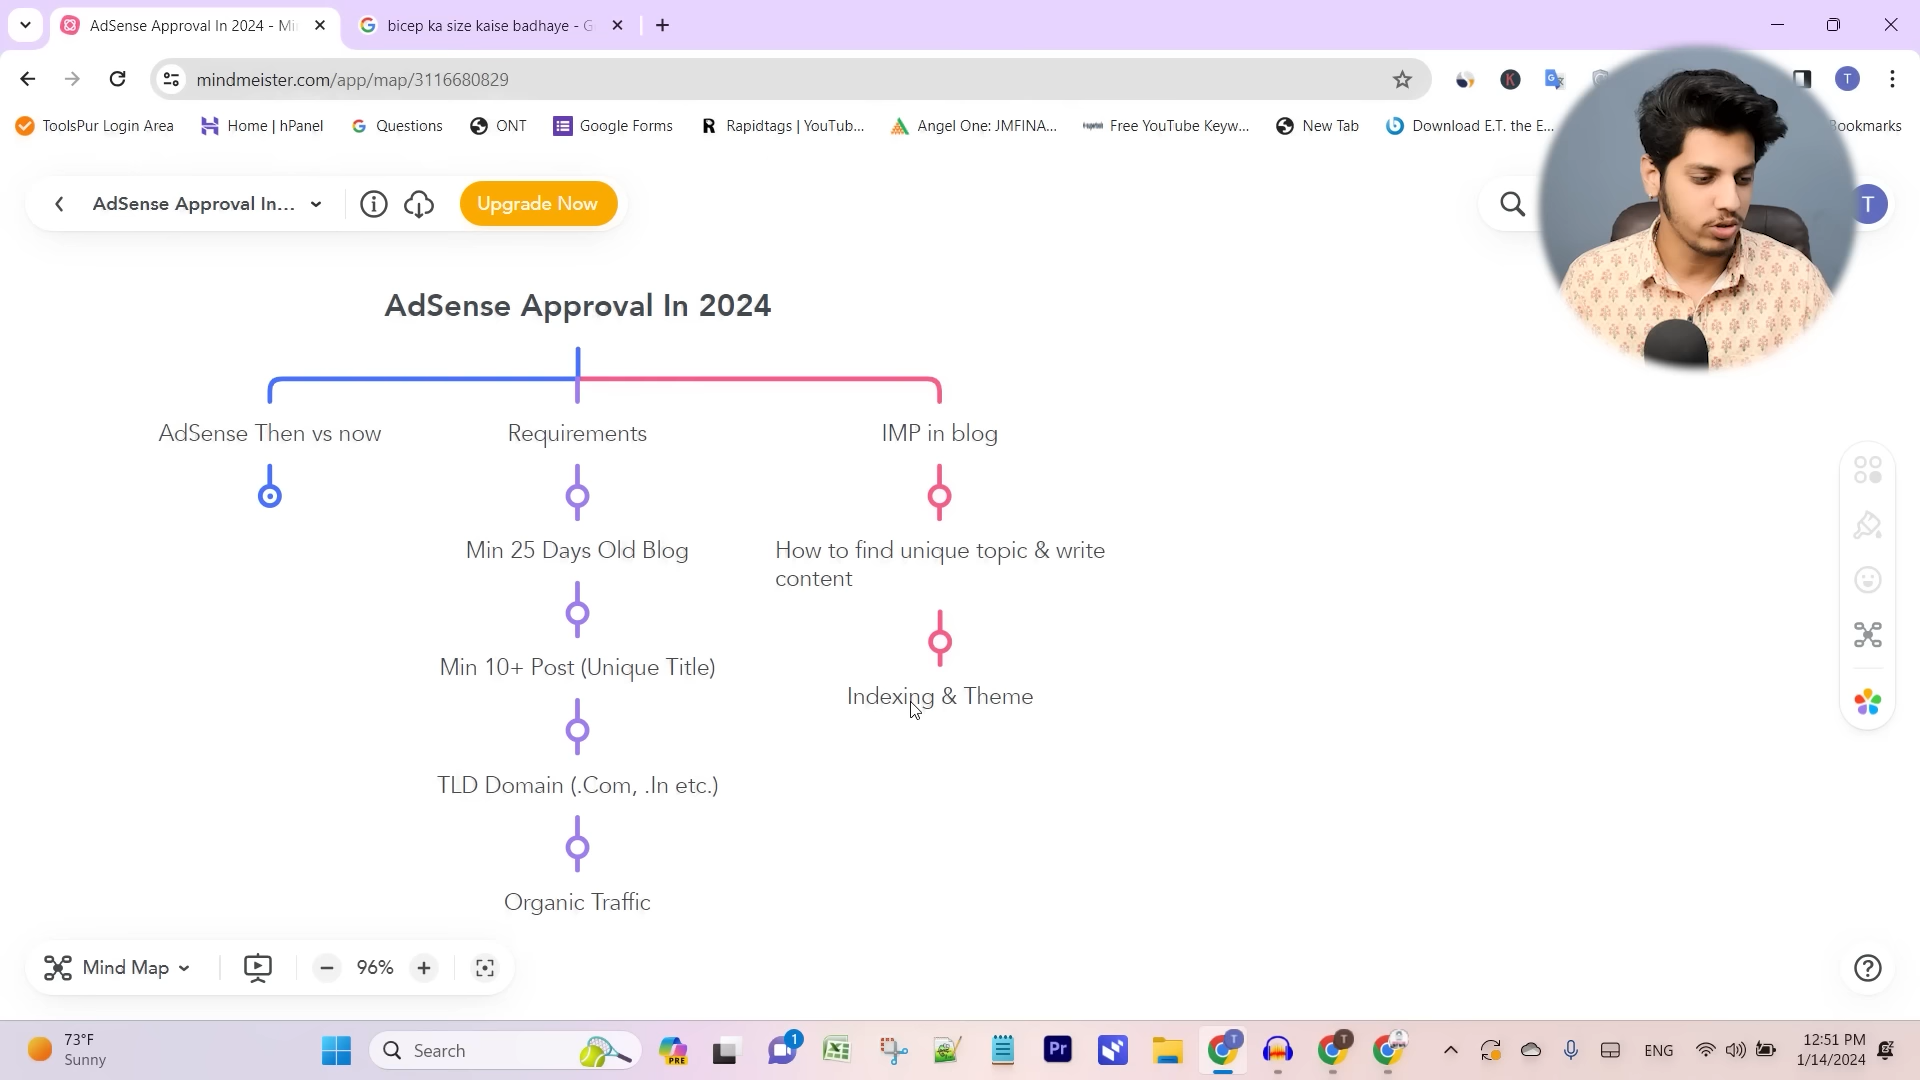 AdSense Approval In 2024 - Mi
bicep ka size kaise badhaye - G
mindmeister.com/app/map/3116680829
ToolsPur Login Area
Home | hPanel
Questions
ONT
Google Forms
Rapidtags | YouTub...
Angel One: JMFINA...
Free YouTube Keyw...
New Tab
Download E.T. the E...
Bookmarks
T
AdSense Approval In...
Upgrade Now
T
AdSense Approval In 2024
AdSense Then vs now
Requirements
IMP in blog
Min 25 Days Old Blog
How to find unique topic & write
content
Min 10+ Post (Unique Title)
Indexing & Theme
TLD Domain (.Com, .In etc.)
Organic Traffic
Mind Map
96%
73°F
Sunny
Search
PRE
1
Pr
T
T
ENG
12:51 PM
1/14/2024